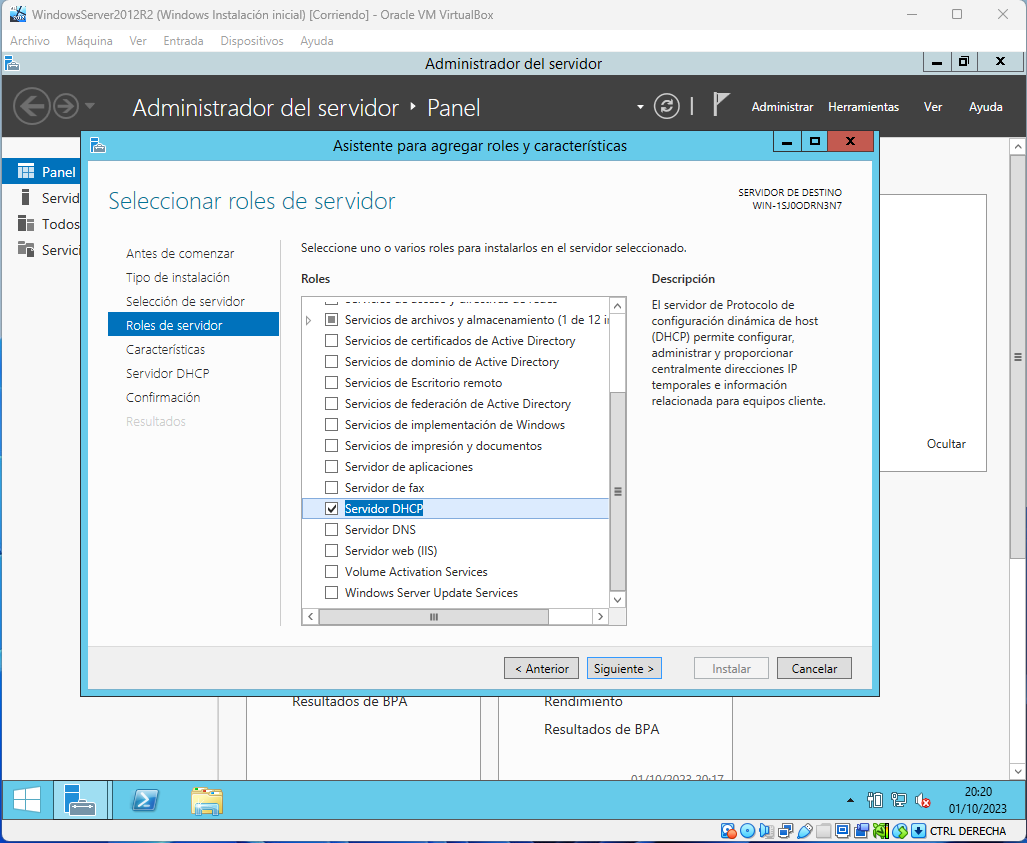 WindowsServer2012R2 (Windows Instalación inicial) [Corriendo] - Oracle VM VirtualBox
Archivo Máquina Ver Entrada Dispositivos Ayuda
Administrador del servidor
Administrador del servidor Panel
Administrar Herramientas Ver Ayuda
Asistente para agregar roles y características
Panel
Servid
Todos
Servici
Seleccionar roles de servidor
SERVIDOR DE DESTINO
WIN-1SJ0ODRN3N7
Antes de comenzar
Tipo de instalación
Selección de servidor
Roles de servidor
Características
Servidor DHCP
Confirmación
Resultados
Seleccione uno o varios roles para instalarlos en el servidor seleccionado.
Roles
Servicios de acceso y directivas de redes
Servicios de archivos y almacenamiento (1 de 12 in
Servicios de certificados de Active Directory
Servicios de dominio de Active Directory
Servicios de Escritorio remoto
Servicios de federación de Active Directory
Servicios de implementación de Windows
Servicios de impresión y documentos
Servidor de aplicaciones
Servidor de fax
Servidor DHCP
Servidor DNS
Servidor web (IIS)
Volume Activation Services
Windows Server Update Services
Descripción
El servidor de Protocolo de
configuración dinámica de host
(DHCP) permite configurar,
administrar y proporcionar
centralmente direcciones IP
temporales e información
relacionada para equipos cliente.
Ocultar
< Anterior Siguiente > Instalar Cancelar
Resultados de BPA
Rendimiento
Resultados de BPA
01/10/2023 20:17
20:20
01/10/2023
CTRL DERECHA